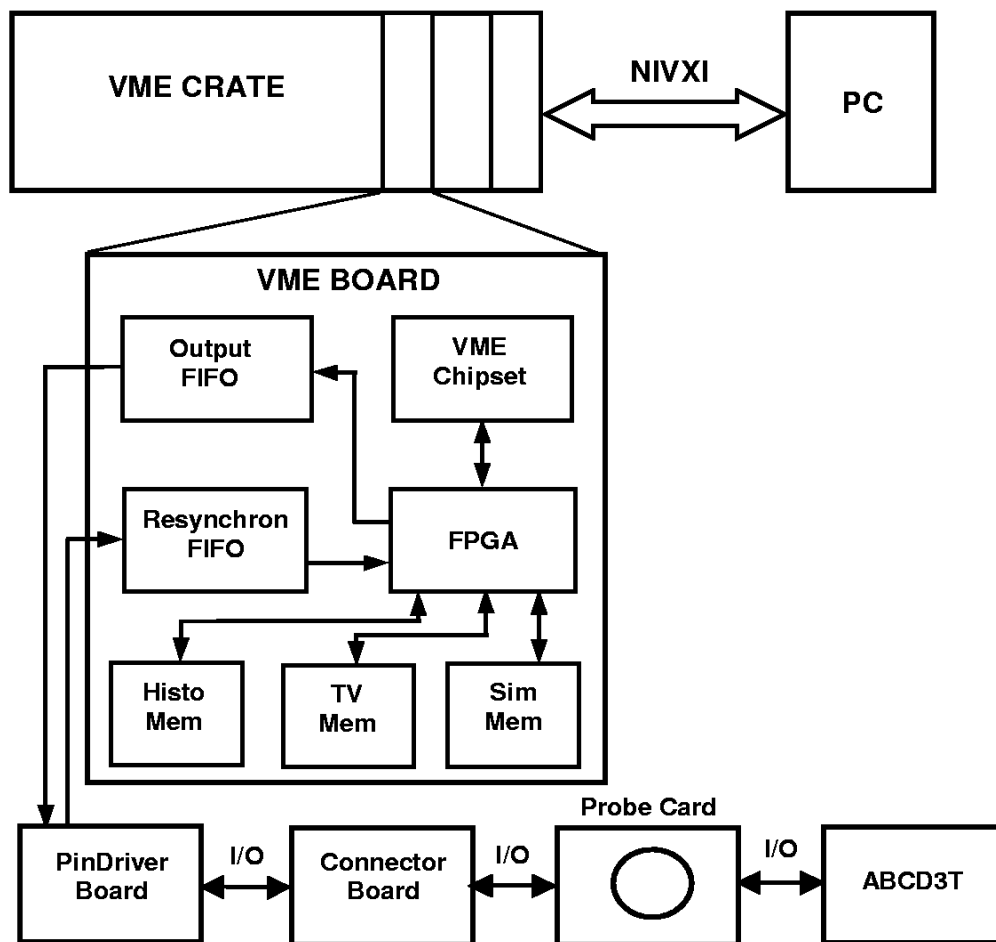 VME CRATE
NIVXI
PC
VME BOARD
Output
FIFO
VME
Chipset
Resynchron
FIFO
FPGA
Histo
Mem
TV
Mem
Sim
Mem
Probe Card
PinDriver
Board
I/O
Connector
Board
I/O
I/O
ABCD3T